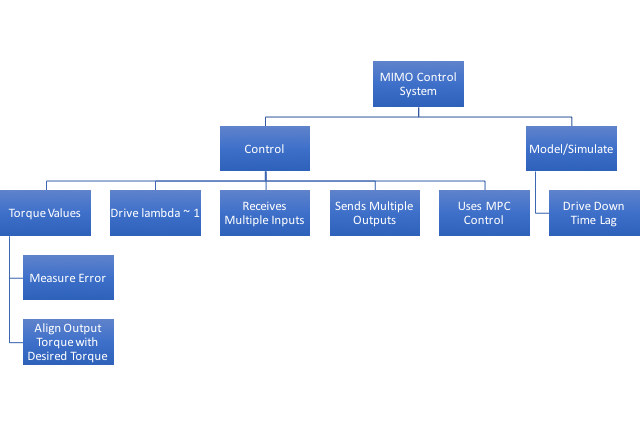 MIMO Control
System
Control
Model/Simulate
Torque Values
Drive lambda ~ 1
Receives
Multiple Inputs
Sends Multiple
Outputs
Uses MPC
Control
Drive Down
Time Lag
Measure Error
Align Output
Torque with
Desired Torque